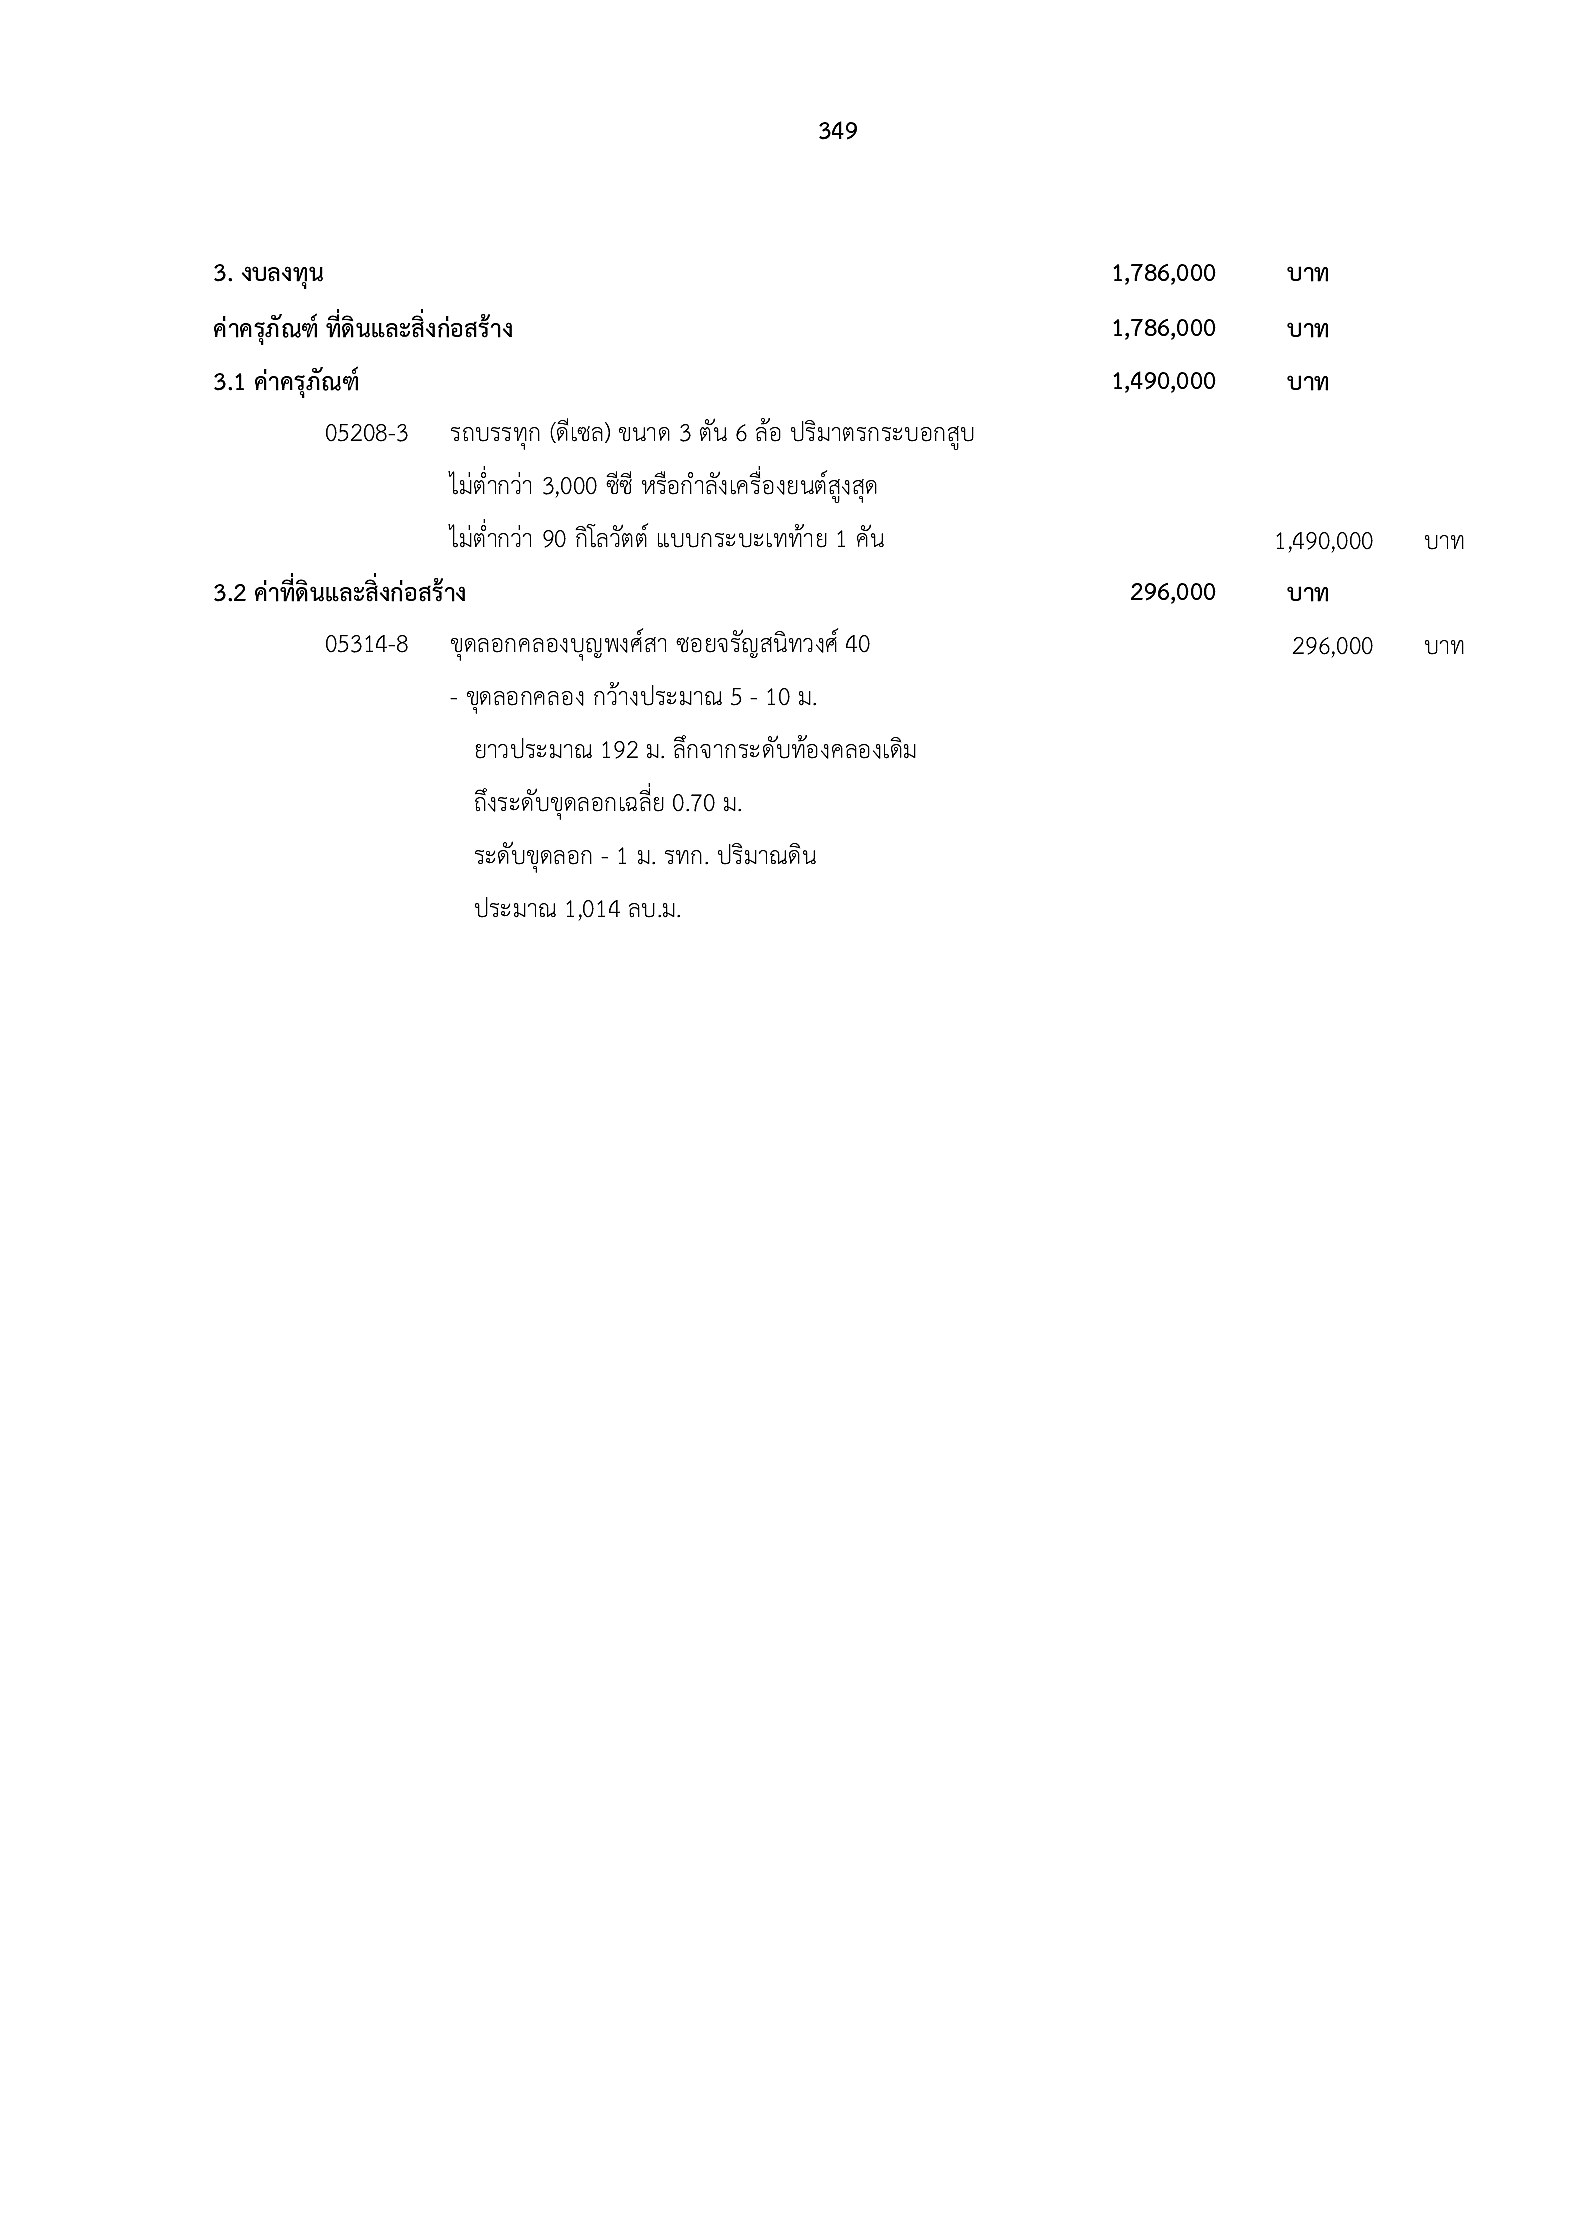 349
3. งบลงทุน 1,786,000 บาท
ค่าครุภัณฑ์ ที่ดินและสิ่งก่อสร้าง 1,786,000 บาท
3.1 ค่าครุภัณฑ์ 1,490,000 บาท
05208-3 รถบรรทุก (ดีเซล) ขนาด 3 ตัน 6 ล้อ ปริมาตรกระบอกสูบ
ไม่ต่ำกว่า 3,000 ซีซี หรือกำลังเครื่องยนต์สูงสุด
ไม่ต่ำกว่า 90 กิโลวัตต์ แบบกระบะเทท้าย 1 คัน 1,490,000 บาท
3.2 ค่าที่ดินและสิ่งก่อสร้าง 296,000 บาท
05314-8 ขุดลอกคลองบุญพงศ์สา ซอยจรัญสนิทวงศ์ 40 296,000 บาท
- ขุดลอกคลอง กว้างประมาณ 5 - 10 ม.
ยาวประมาณ 192 ม. ลึกจากระดับท้องคลองเดิม
ถึงระดับขุดลอกเฉลี่ย 0.70 ม.
ระดับขุดลอก - 1 ม. รทก. ปริมาณดิน
ประมาณ 1,014 ลบ.ม.